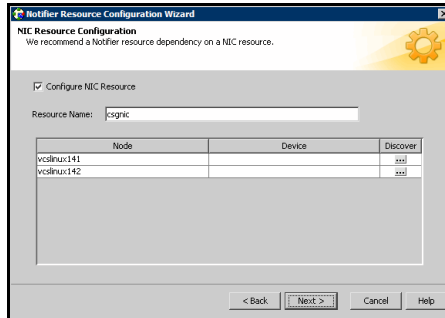 Notifier Resource Configuration Wizard
NIC Resource Configuration
We recommend a Notifier resource dependency on a NIC resource.
Configure NIC Resource
Resource Name: csgnic
Node Device Discover
vcslinux141 ...
vcslinux142 ...
< Back Next > Cancel Help